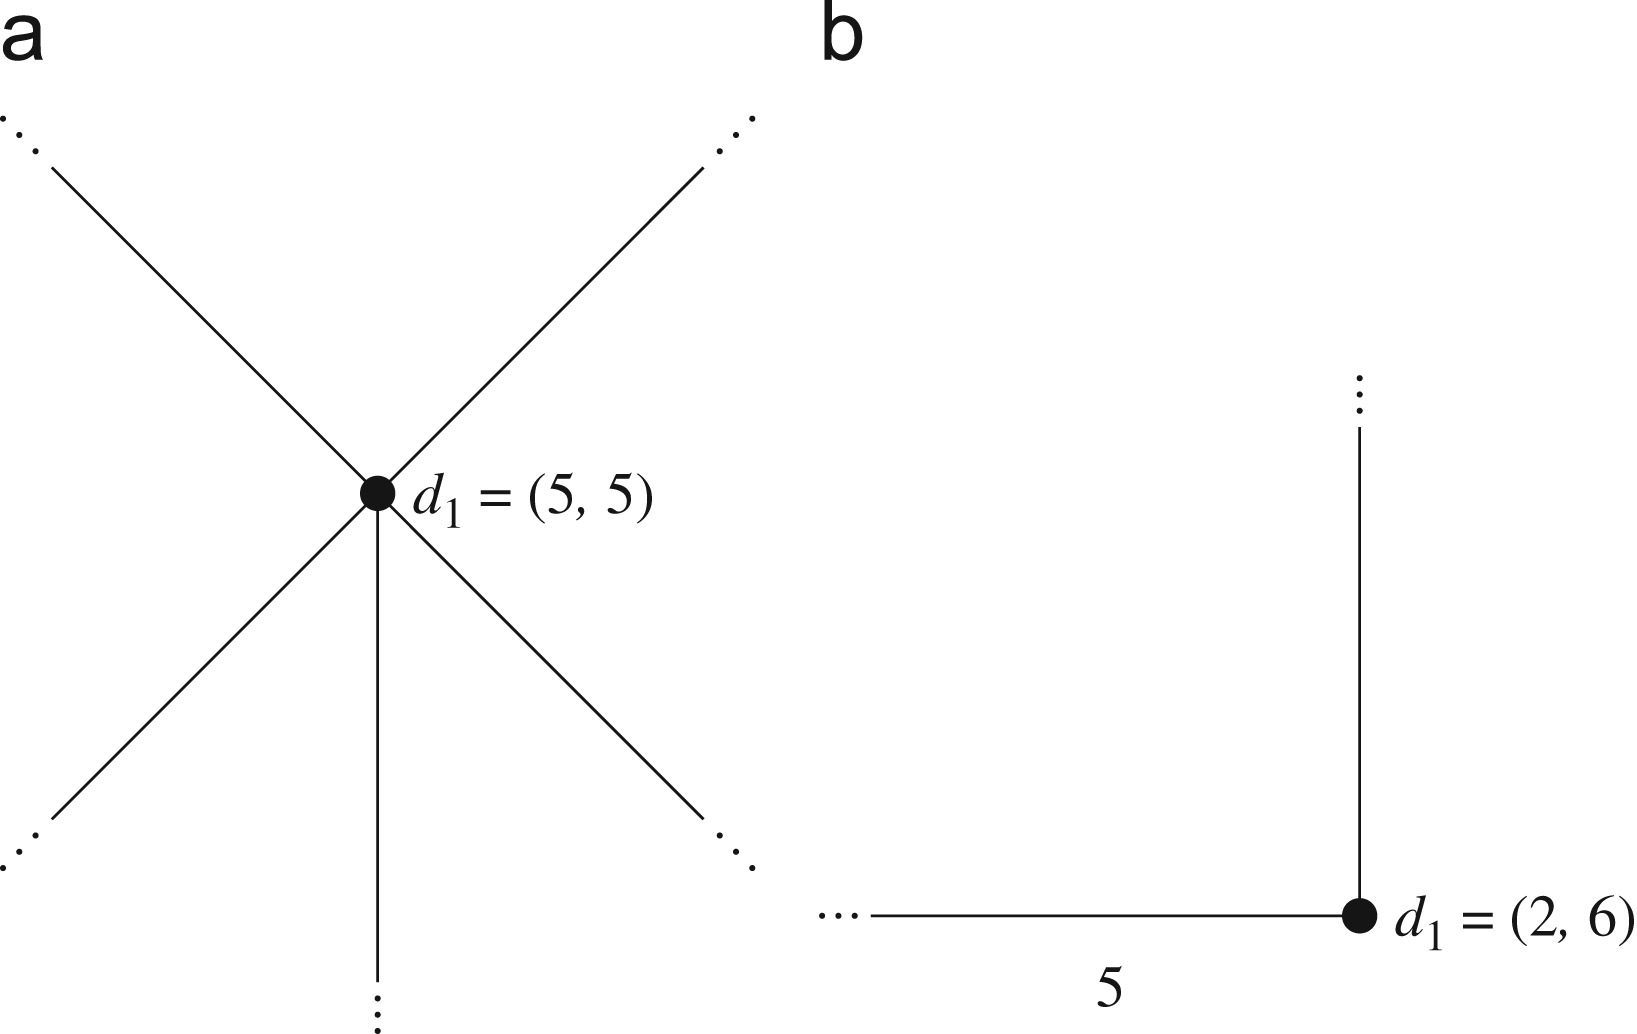 a
b
d₁ = (5, 5)
d₁ = (2, 6)
5